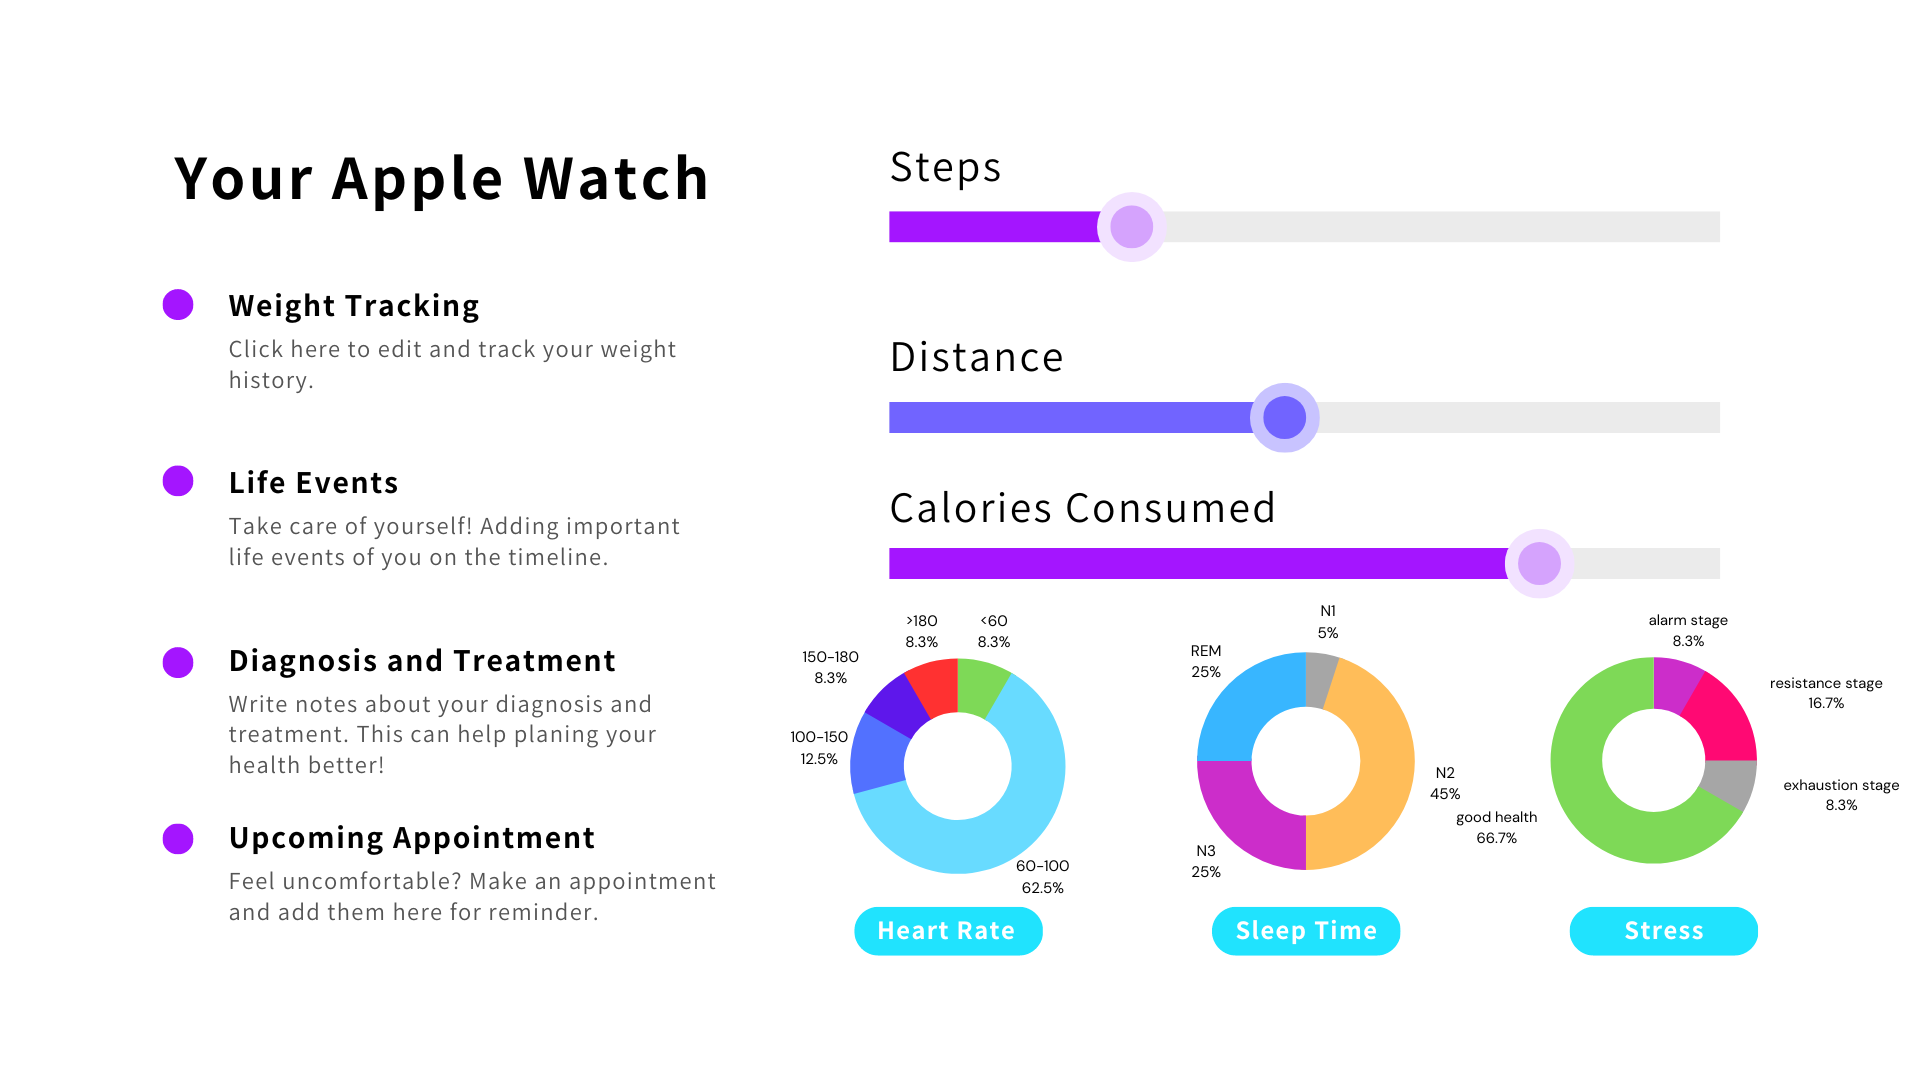 Your Apple Watch
Weight Tracking
Click here to edit and track your weight
history.
Life Events
Take care of yourself! Adding important
life events of you on the timeline.
Diagnosis and Treatment
Write notes about your diagnosis and
treatment. This can help planing your
health better!
Upcoming Appointment
Feel uncomfortable? Make an appointment
and add them here for reminder.
Steps
Distance
Calories Consumed
>180
8.3%
<60
8.3%
150-180
8.3%
100-150
12.5%
60-100
62.5%
Heart Rate
N1
5%
REM
25%
N2
45%
N3
25%
Sleep Time
alarm stage
8.3%
resistance stage
16.7%
exhaustion stage
8.3%
good health
66.7%
Stress